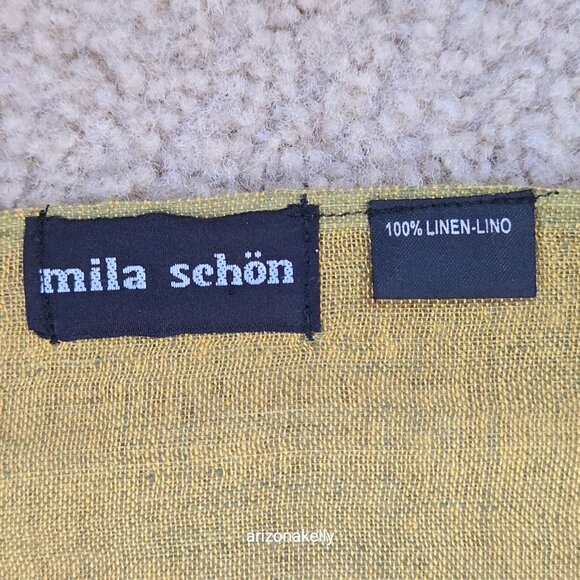 mila schön
100% LINEN-LINO
arizonakelly